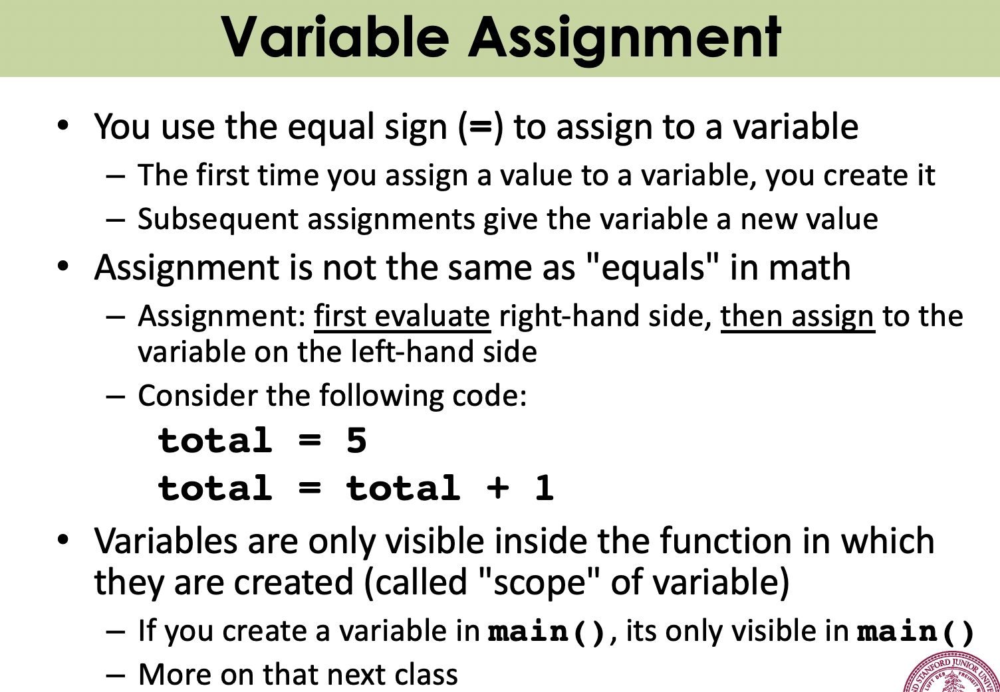 Variable Assignment
• You use the equal sign (=) to assign to a variable
– The first time you assign a value to a variable, you create it
– Subsequent assignments give the variable a new value
• Assignment is not the same as "equals" in math
– Assignment: first evaluate right-hand side, then assign to the
variable on the left-hand side
– Consider the following code:
total = 5
total = total + 1
• Variables are only visible inside the function in which
they are created (called "scope" of variable)
– If you create a variable in main(), its only visible in main()
– More on that next class
STANFORD JUNIOR
LUFT DER